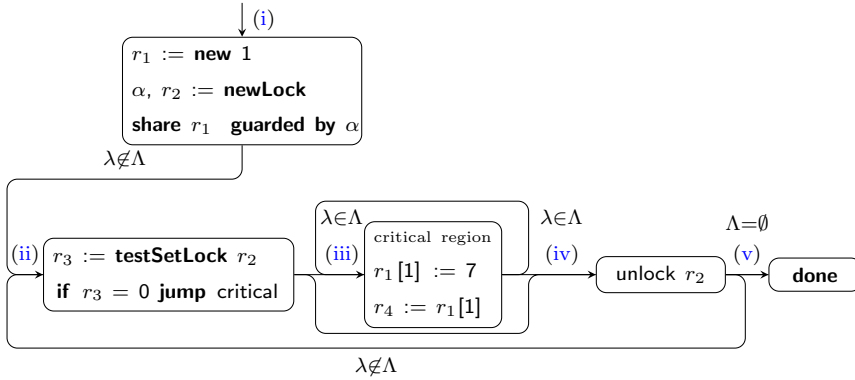 (i)
r₁ := new 1
α, r₂ := newLock
share r₁ guarded by α
λ∉Λ
λ∈Λ
λ∈Λ
Λ=∅
(ii)
r₃ := testSetLock r₂
if r₃ = 0 jump critical
(iii)
critical region
r₁[1] := 7
r₄ := r₁[1]
(iv)
unlock r₂
(v)
done
λ∉Λ